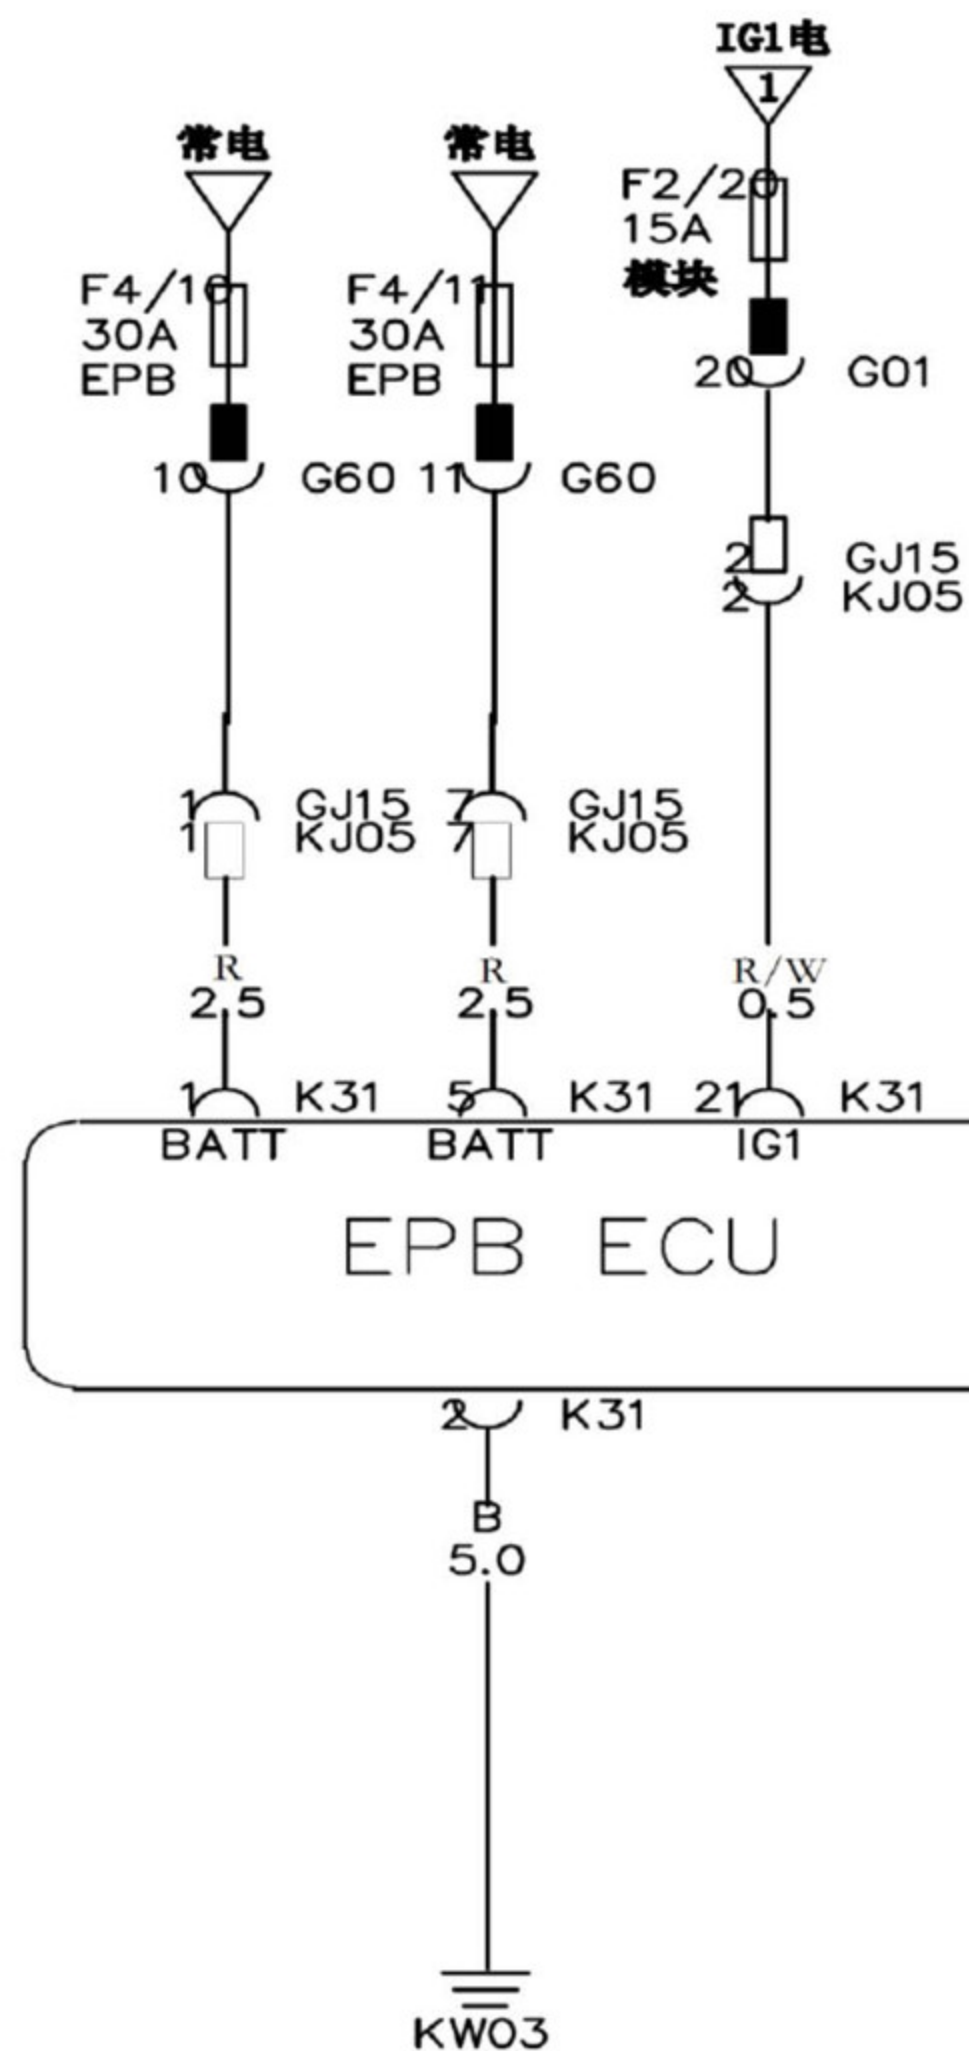 IG1电
1
常电
常电
F2/20
15A
模块
F4/10
30A
EPB
F4/11
30A
EPB
20 G01
10 G60
11 G60
2 GJ15
2 KJ05
1 GJ15
1 KJ05
7 GJ15
7 KJ05
R
2.5
R
2.5
R/W
0.5
1 K31
5 K31
21 K31
BATT
BATT
IG1
EPB ECU
2 K31
B
5.0
KW03